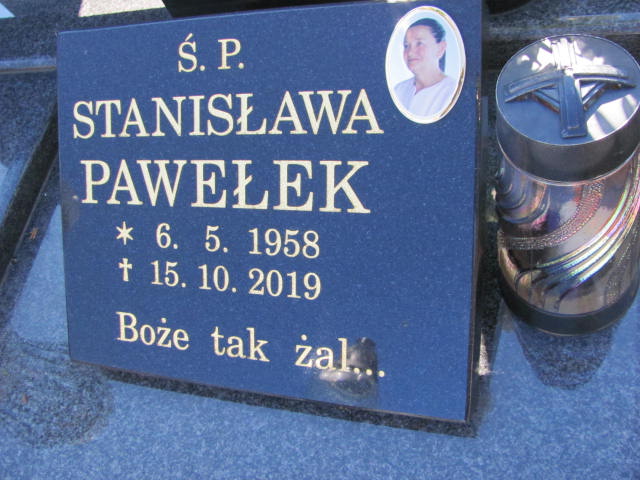 Ś. P.
STANISŁAWA
PAWEŁEK
* 6. 5. 1958
✝ 15. 10. 2019
Boże tak żal...